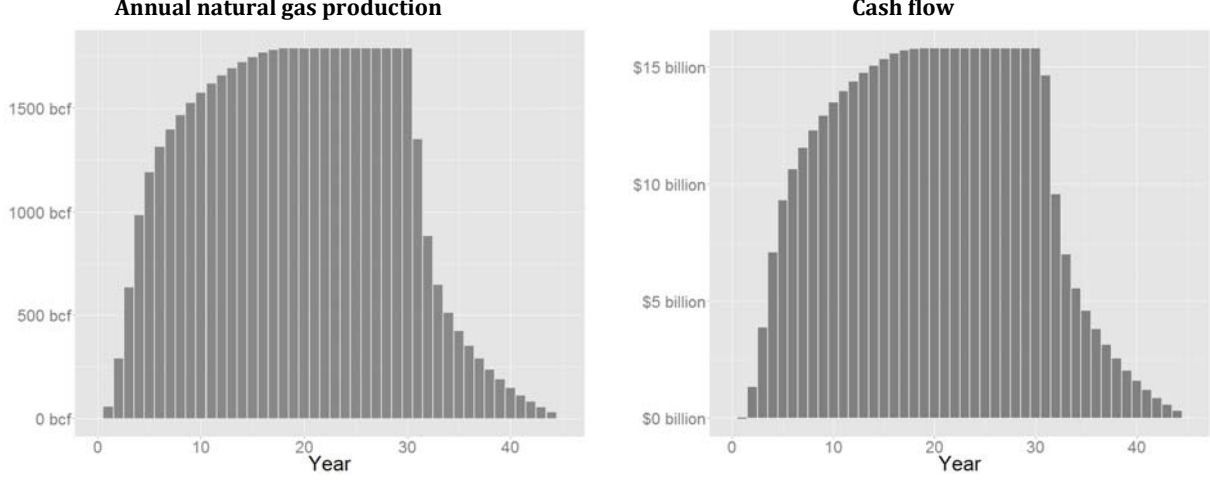 Annual natural gas production
1500 bcf
1000 bcf
500 bcf
0 bcf
0 10 20 30 40
Year
Cash flow
$15 billion
$10 billion
$5 billion
$0 billion
0 10 20 30 40
Year